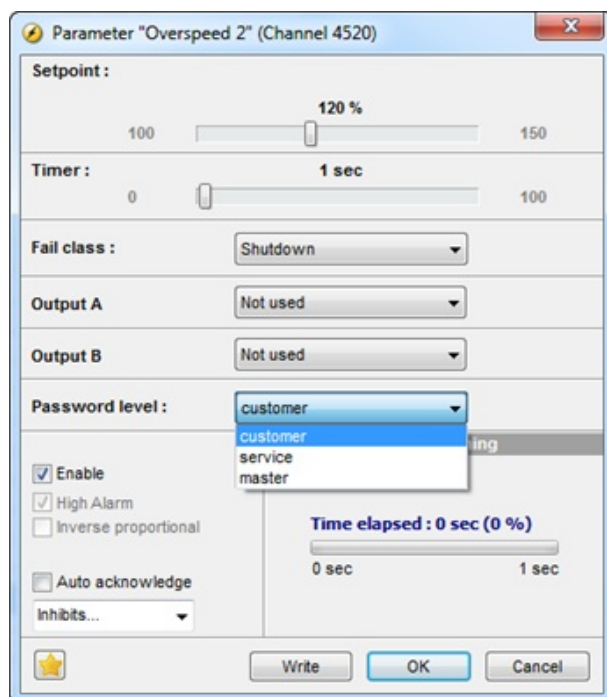 Parameter "Overspeed 2" (Channel 4520)
Setpoint :
120 %
100 150
Timer : 1 sec
0 100
Fail class : Shutdown
Output A Not used
Output B Not used
Password level : customer
customer
service
master
ing
Enable
High Alarm
Inverse proportional
Time elapsed : 0 sec (0 %)
0 sec 1 sec
Auto acknowledge
Inhibits...
Write OK Cancel